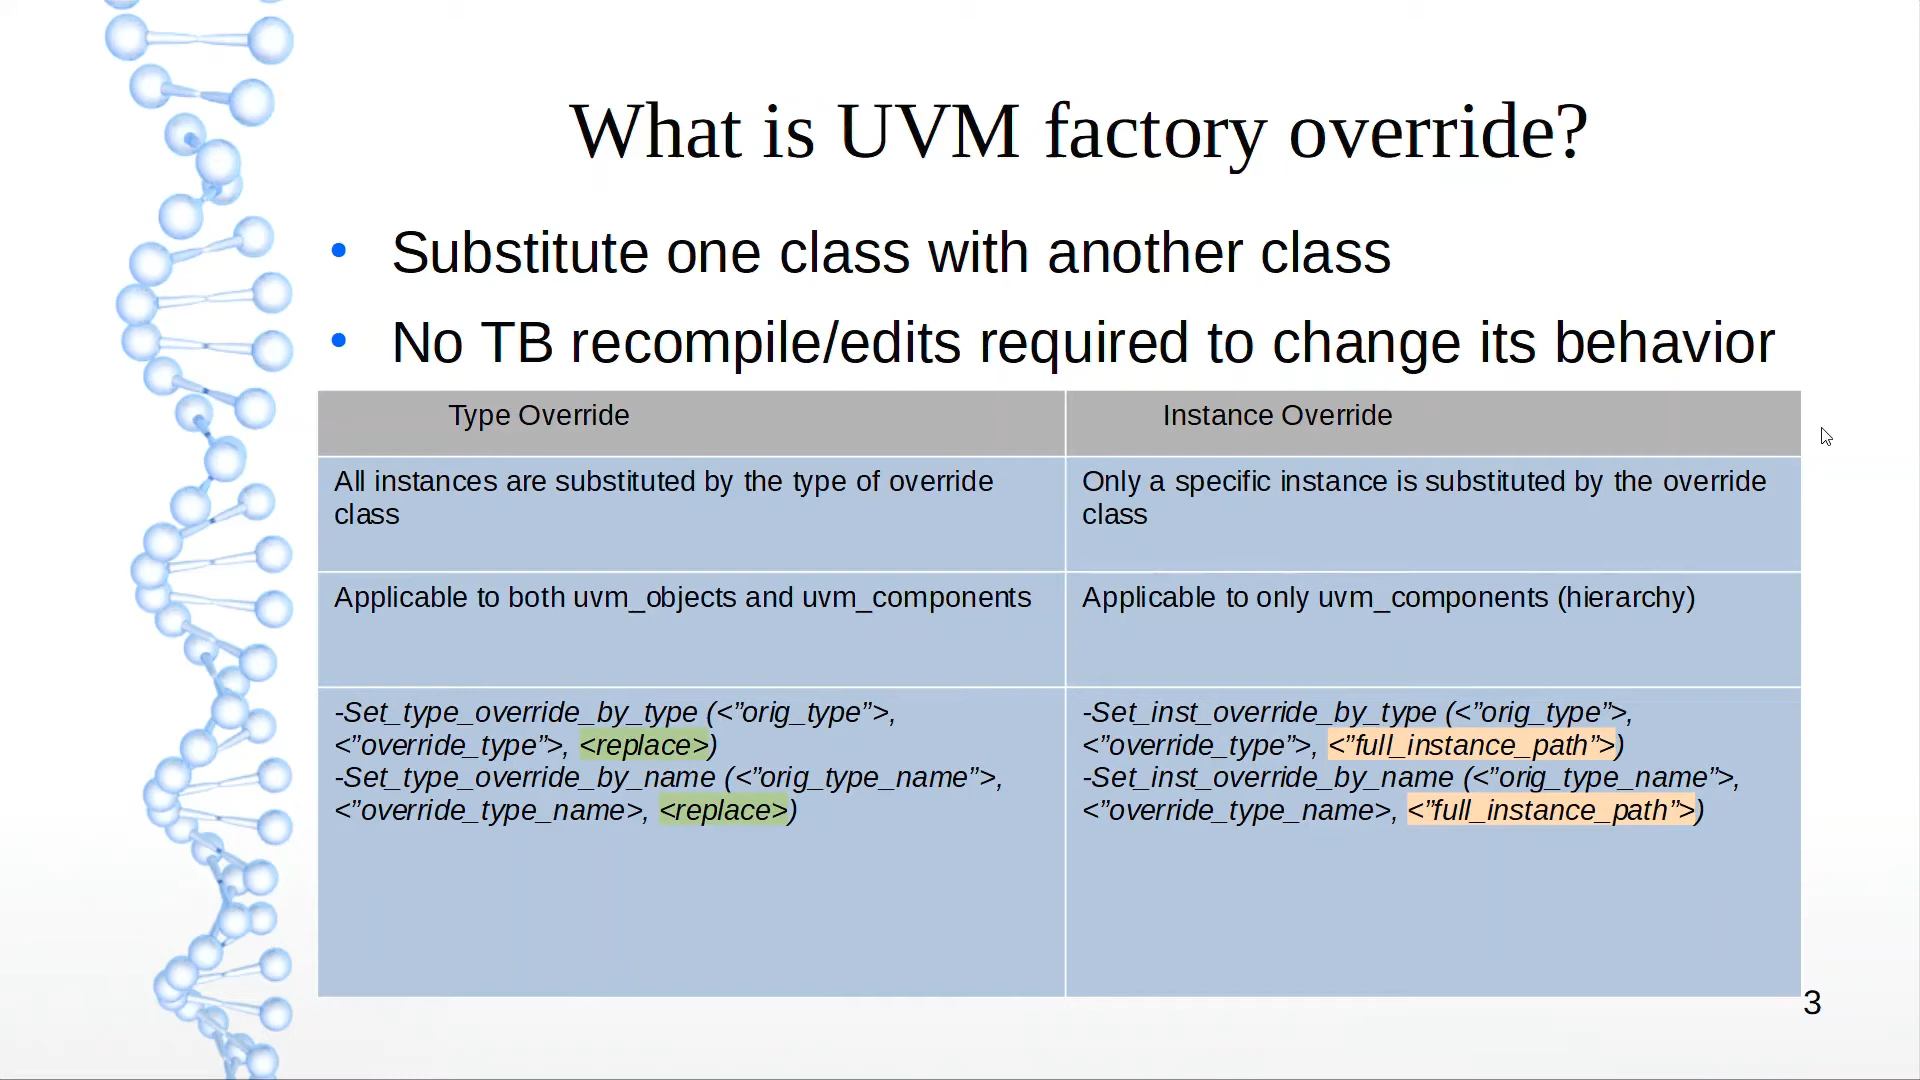 What is UVM factory override?
• Substitute one class with another class
• No TB recompile/edits required to change its behavior
Type Override
Instance Override
All instances are substituted by the type of override
class
Only a specific instance is substituted by the override
class
Applicable to both uvm_objects and uvm_components
Applicable to only uvm_components (hierarchy)
-Set_type_override_by_type (<”orig_type”>,
<”override_type”>, <replace>)
-Set_type_override_by_name (<”orig_type_name”>,
<”override_type_name>, <replace>)
-Set_inst_override_by_type (<”orig_type”>,
<”override_type”>, <”full_instance_path”>)
-Set_inst_override_by_name (<”orig_type_name”>,
<”override_type_name>, <”full_instance_path”>)
3